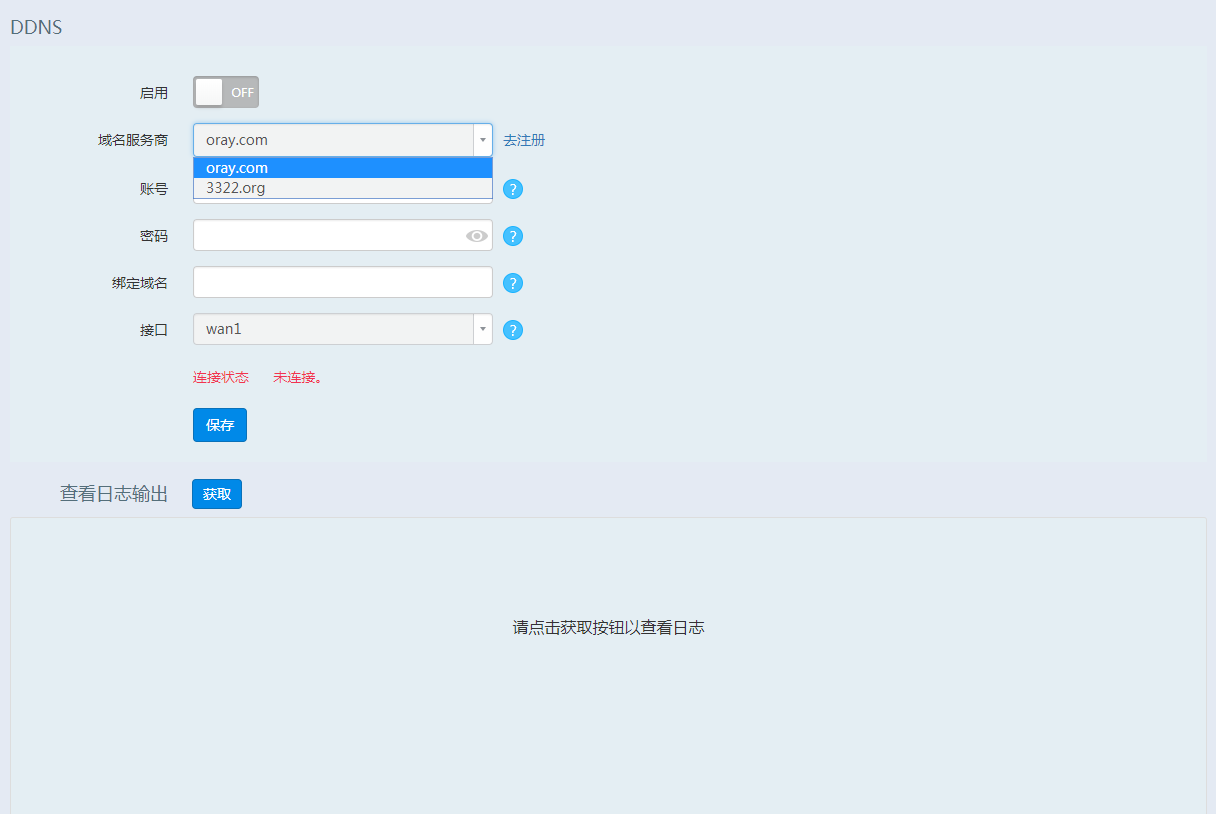 DDNS
启用 OFF
域名服务商 oray.com 去注册
oray.com
3322.org
账号 ?
密码 ?
绑定域名 ?
接口 wan1 ?
连接状态 未连接。
保存
查看日志输出 获取
请点击获取按钮以查看日志